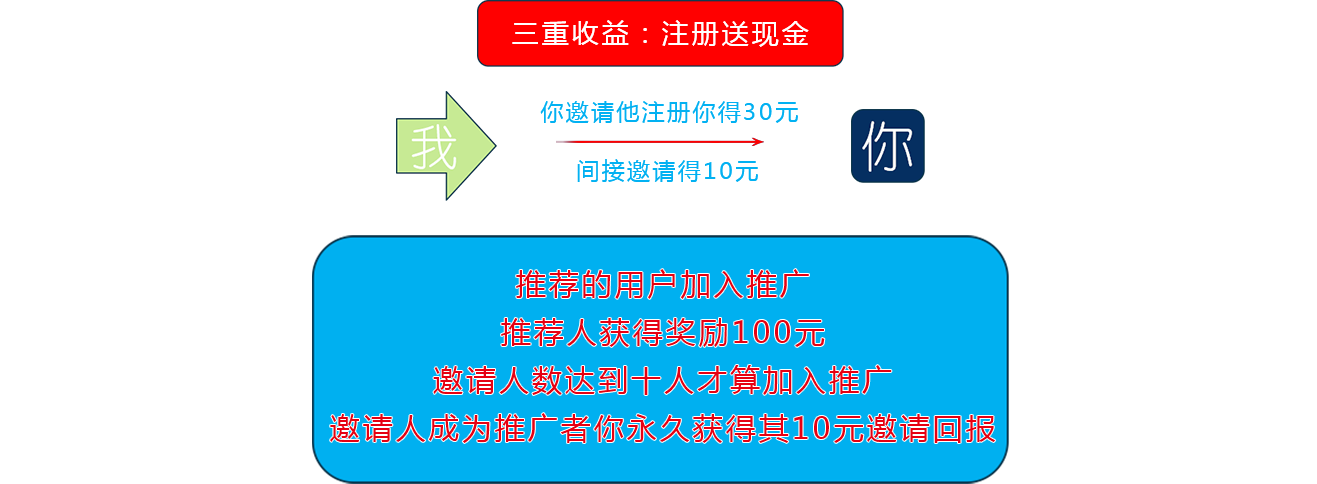 三重收益：注册送现金
你邀请他注册你得30元
我
你
间接邀请得10元
推荐的用户加入推广
推荐人获得奖励100元
邀请人数达到十人才算加入推广
邀请人成为推广者你永久获得其10元邀请回报